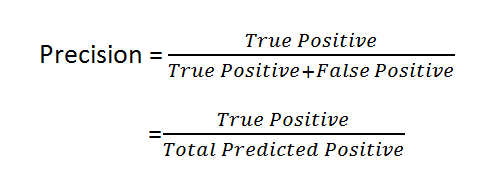 Precision = True Positive / True Positive+False Positive
= True Positive / Total Predicted Positive